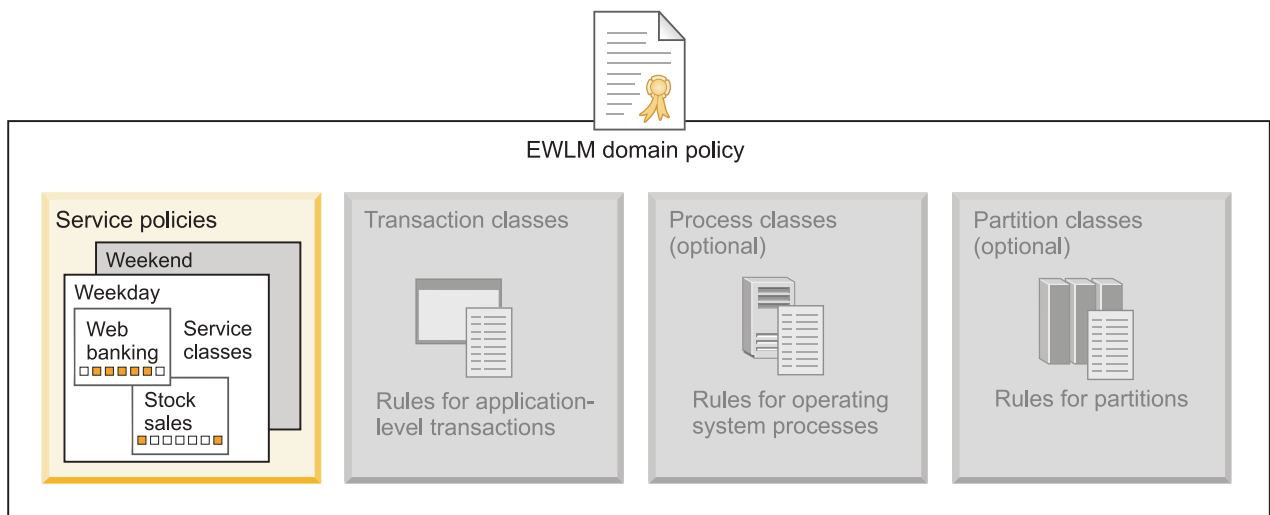 EWLM domain policy
Service policies
Weekend
Weekday
Web
banking
Service
classes
Stock
sales
Transaction classes
Rules for application-
level transactions
Process classes
(optional)
Rules for operating
system processes
Partition classes
(optional)
Rules for partitions